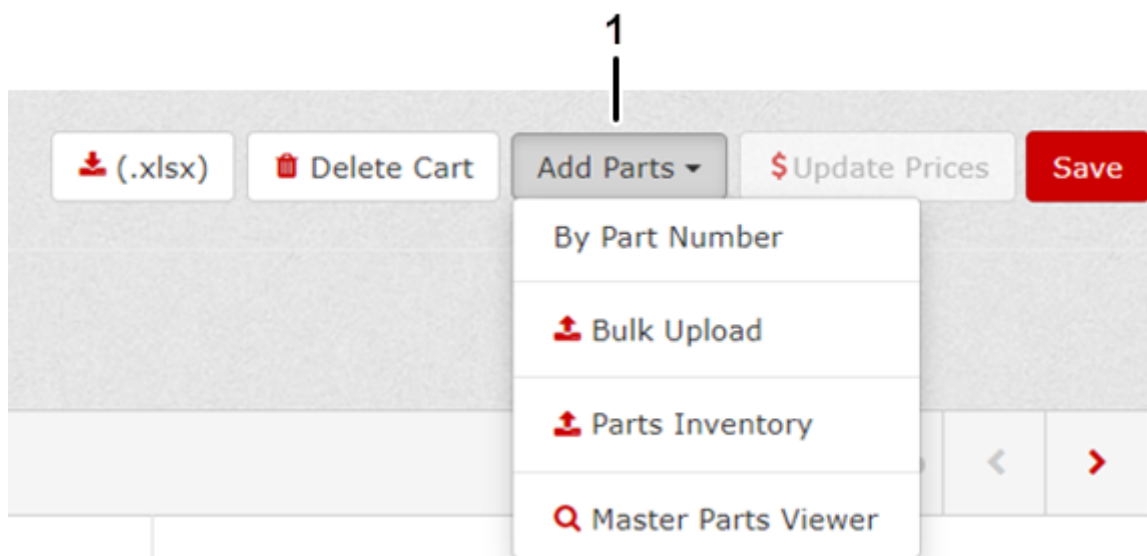 1
(.xlsx) Delete Cart Add Parts $Update Prices Save
By Part Number
Bulk Upload
Parts Inventory
Master Parts Viewer